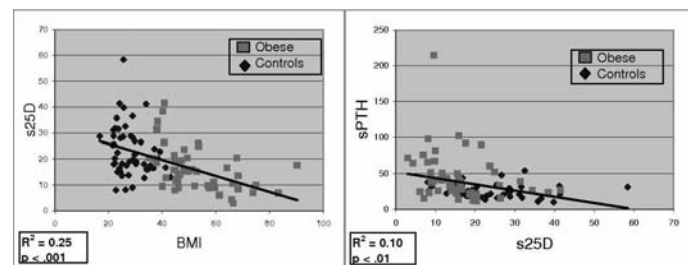 70
60
50
40
30
20
10
0
s25D
Obese
Controls
0 20 40 60 80 100
BMI
R² = 0.25
p < .001
250
200
150
100
50
0
sPTH
Obese
Controls
0 10 20 30 40 50 60 70
s25D
R² = 0.10
p < .01